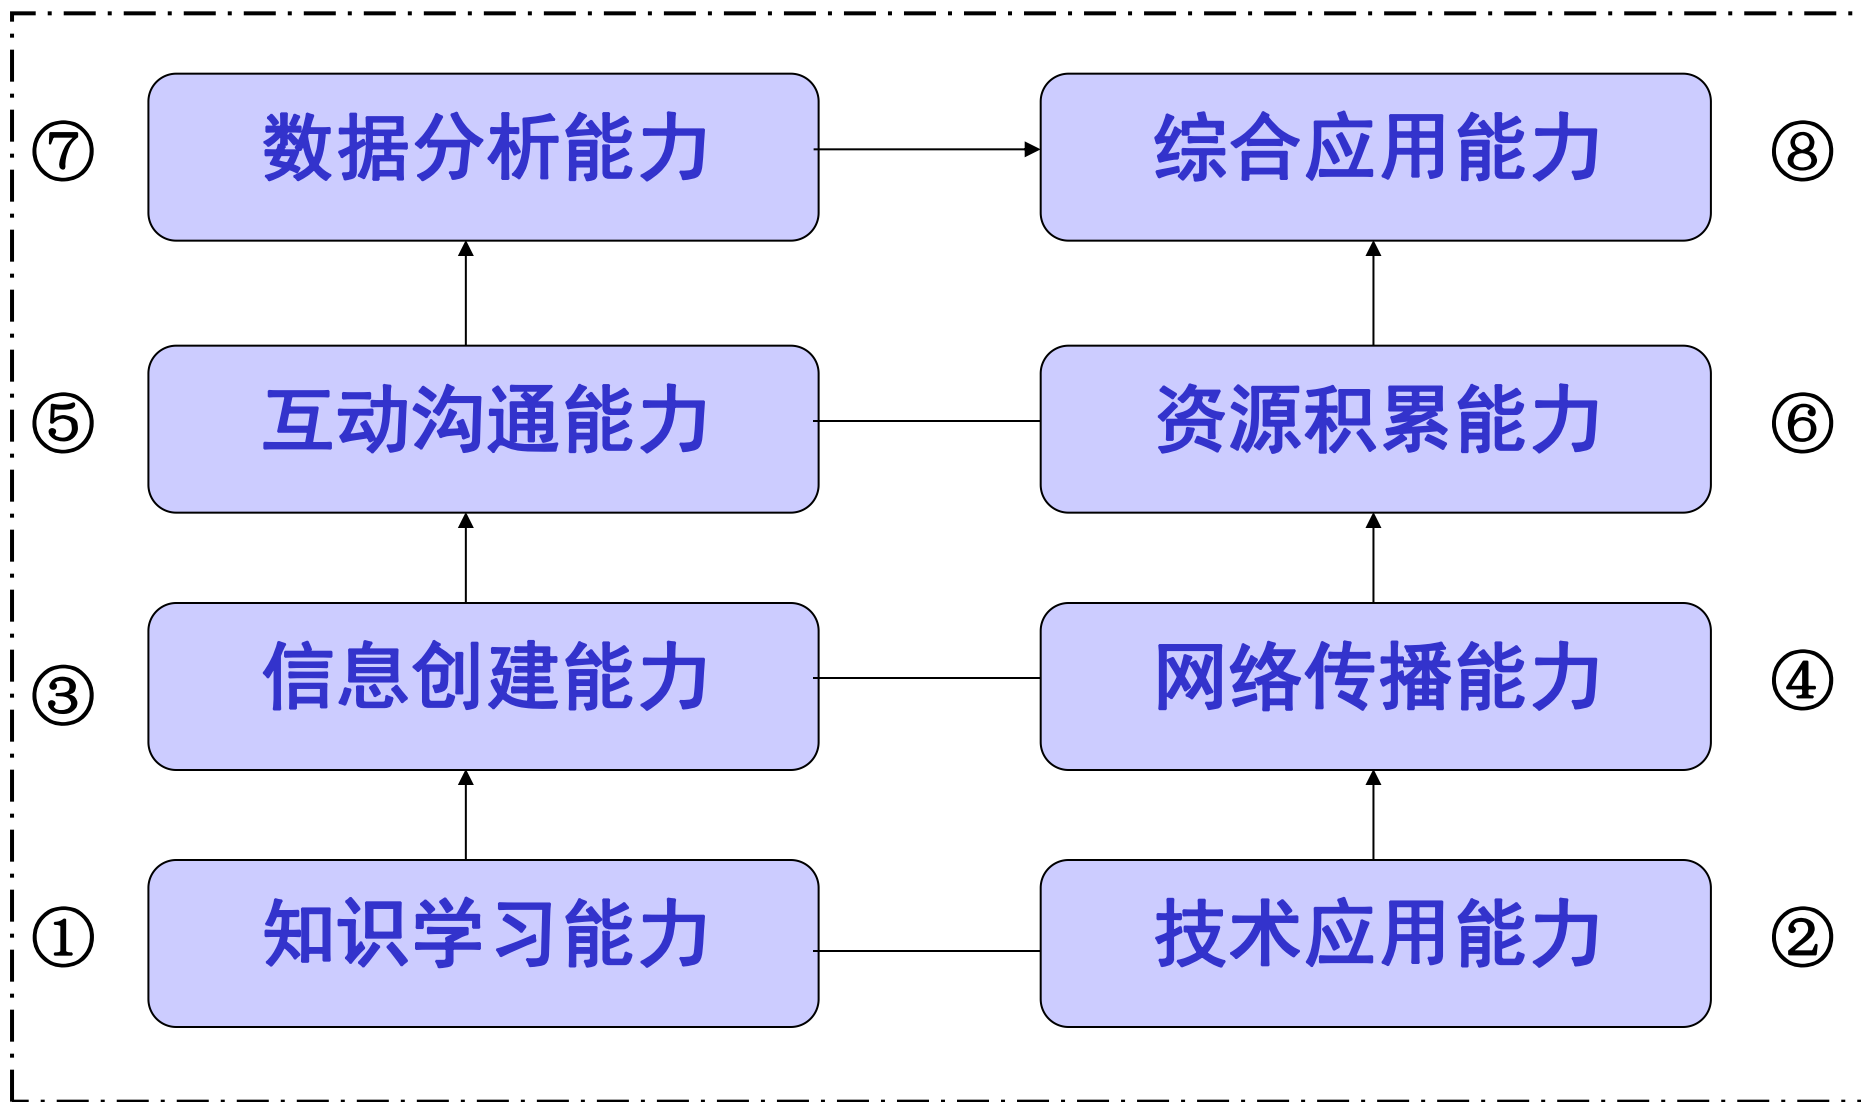 ⑦ 数据分析能力 综合应用能力 ⑧
⑤ 互动沟通能力 资源积累能力 ⑥
③ 信息创建能力 网络传播能力 ④
① 知识学习能力 技术应用能力 ②